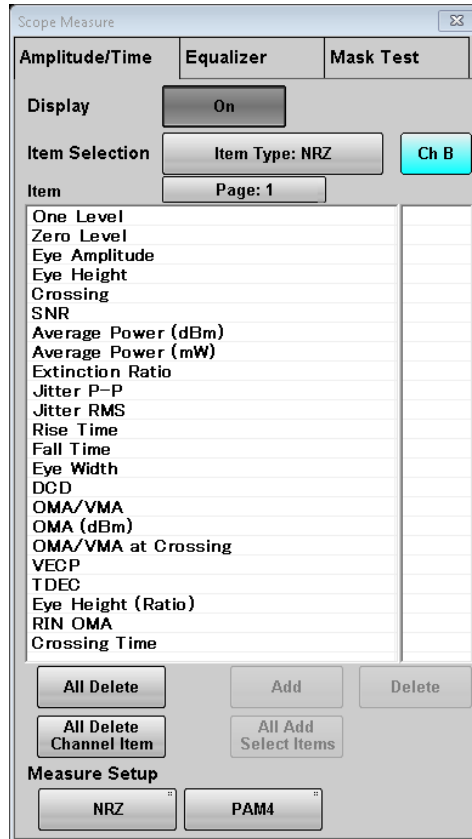 Scope Measure
Amplitude/Time Equalizer Mask Test
Display On
Item Selection Item Type: NRZ Ch B
Item Page: 1
One Level
Zero Level
Eye Amplitude
Eye Height
Crossing
SNR
Average Power (dBm)
Average Power (mW)
Extinction Ratio
Jitter P-P
Jitter RMS
Rise Time
Fall Time
Eye Width
DCD
OMA/VMA
OMA (dBm)
OMA/VMA at Crossing
VECP
TDEC
Eye Height (Ratio)
RIN OMA
Crossing Time
All Delete Add Delete
All Delete
Channel Item
All Add
Select Items
Measure Setup
NRZ PAM4